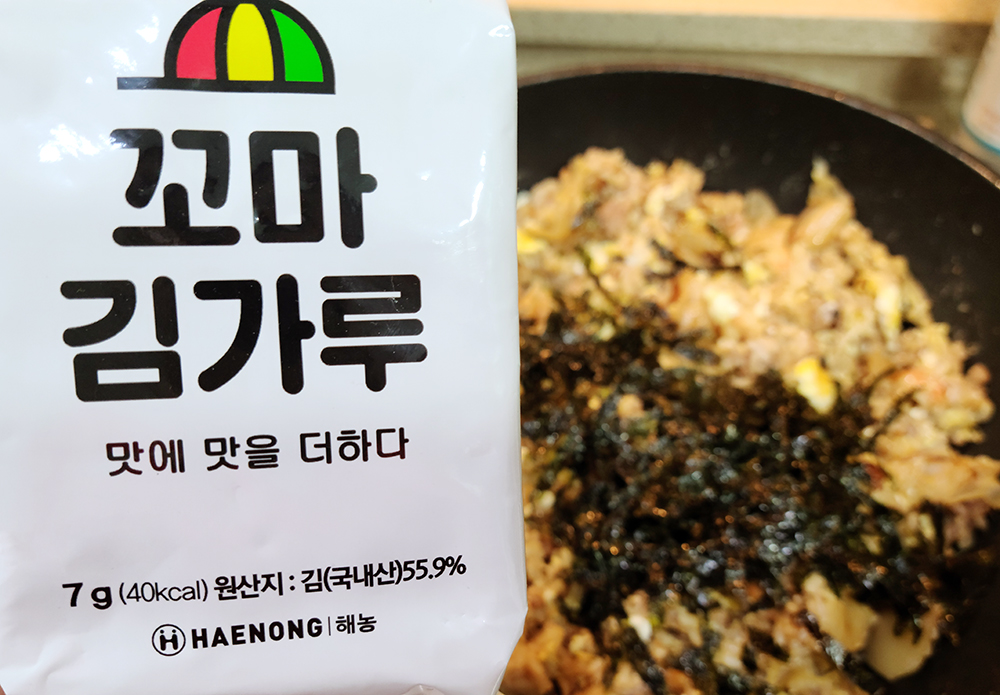 꼬마
김가루
맛에 맛을 더하다
7g (40kcal) 원산지 : 김(국내산)55.9%
HAENONG | 해농